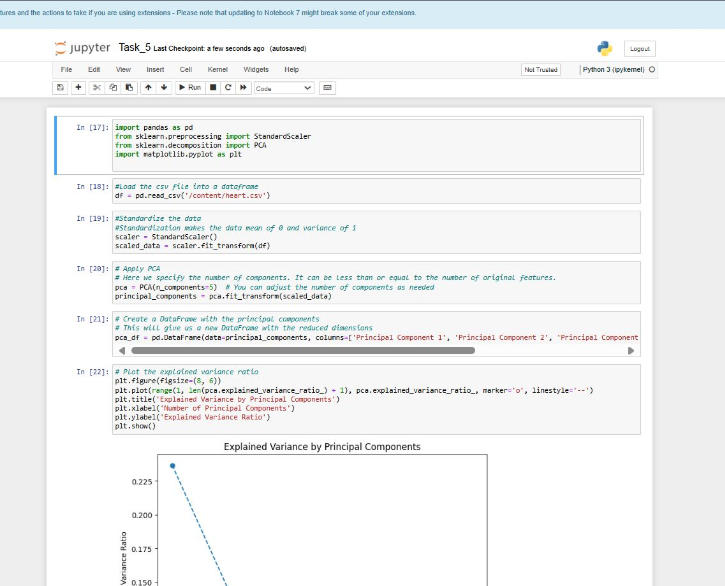 tures and the actions to take if you are using extensions - Please note that updating to Notebook 7 might break some of your extensions.
jupyter Task_5 Last Checkpoint: a few seconds ago (autosaved)
Logout
File Edit View Insert Cell Kernel Widgets Help
Not Trusted
Python 3 (ipykernel)
Run
Code
In [17]: import pandas as pd
from sklearn.preprocessing import StandardScaler
from sklearn.decomposition import PCA
import matplotlib.pyplot as plt
In [18]: #Load the csv file into a dataframe
df = pd.read_csv('/content/heart.csv')
In [19]: #Standardize the data
#Standardization makes the data mean of 0 and variance of 1
scaler = StandardScaler()
scaled_data = scaler.fit_transform(df)
In [20]: # Apply PCA
# Here we specify the number of components. It can be less than or equal to the number of original features.
pca = PCA(n_components=5)  # You can adjust the number of components as needed
principal_components = pca.fit_transform(scaled_data)
In [21]: # Create a DataFrame with the principal components
# This will give us a new DataFrame with the reduced dimensions
pca_df = pd.DataFrame(data=principal_components, columns=['Principal Component 1', 'Principal Component 2', 'Principal Component
In [22]: # Plot the explained variance ratio
plt.figure(figsize=(8, 6))
plt.plot(range(1, len(pca.explained_variance_ratio_) + 1), pca.explained_variance_ratio_, marker='o', linestyle='--')
plt.title('Explained Variance by Principal Components')
plt.xlabel('Number of Principal Components')
plt.ylabel('Explained Variance Ratio')
plt.show()
Explained Variance by Principal Components
0.225
0.200
0.175
0.150
Variance Ratio